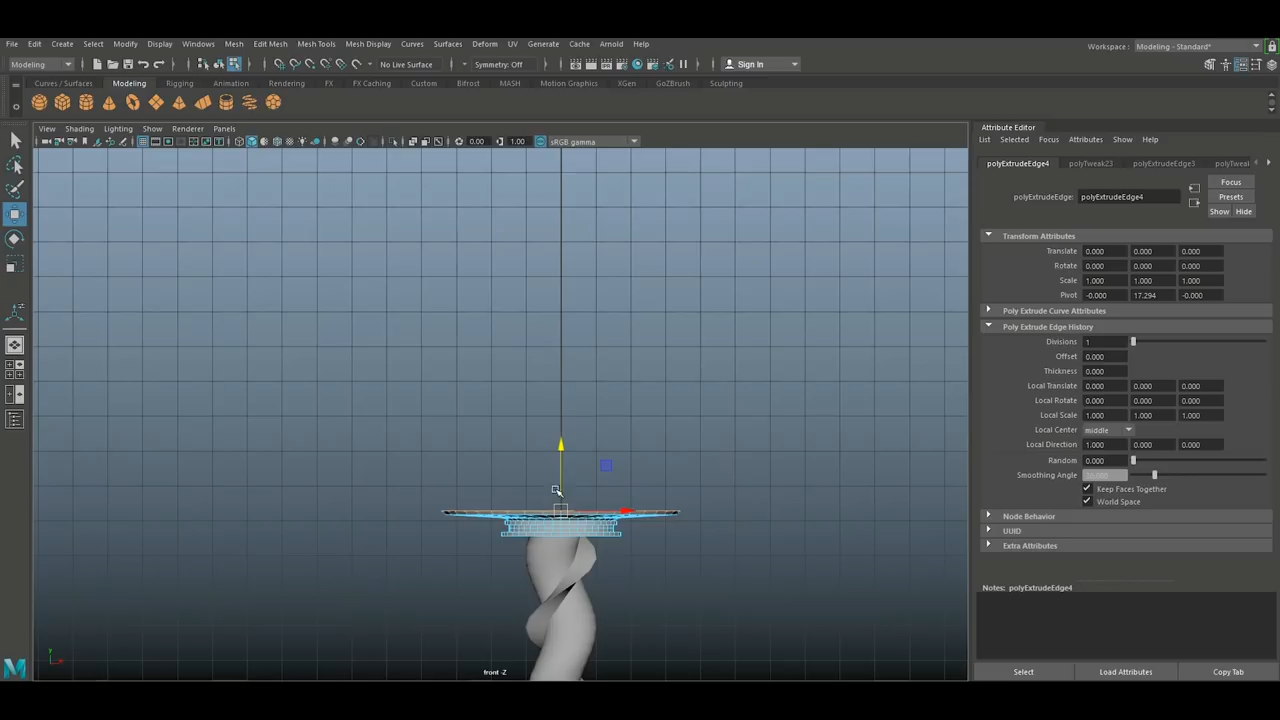 File Edit Create Select Modify Display Windows Mesh Edit Mesh Mesh Tools Mesh Display Curves Surfaces Deform UV Generate Cache Arnold Help Workspace : Modeling - Standard*
Modeling No Live Surface Symmetry: Off Sign In
Curves / Surfaces Modeling Rigging Animation Rendering FX FX Caching Custom Bifrost MASH Motion Graphics XGen GoZBrush Sculpting
View Shading Lighting Show Renderer Panels
0.00 1.00 sRGB gamma
front -Z
Attribute Editor
List Selected Focus Attributes Show Help
polyExtrudeEdge4 polyTweak23 polyExtrudeEdge3 polyTweal
polyExtrudeEdge: polyExtrudeEdge4
Focus
Presets
Show Hide
Transform Attributes
Translate 0.000 0.000 0.000
Rotate 0.000 0.000 0.000
Scale 1.000 1.000 1.000
Pivot -0.000 17.294 -0.000
Poly Extrude Curve Attributes
Poly Extrude Edge History
Divisions 1
Offset 0.000
Thickness 0.000
Local Translate 0.000 0.000 0.000
Local Rotate 0.000 0.000 0.000
Local Scale 1.000 1.000 1.000
Local Center middle
Local Direction 1.000 0.000 0.000
Random 0.000
Smoothing Angle
Keep Faces Together
World Space
Node Behavior
UUID
Extra Attributes
Notes: polyExtrudeEdge4
Select Load Attributes Copy Tab